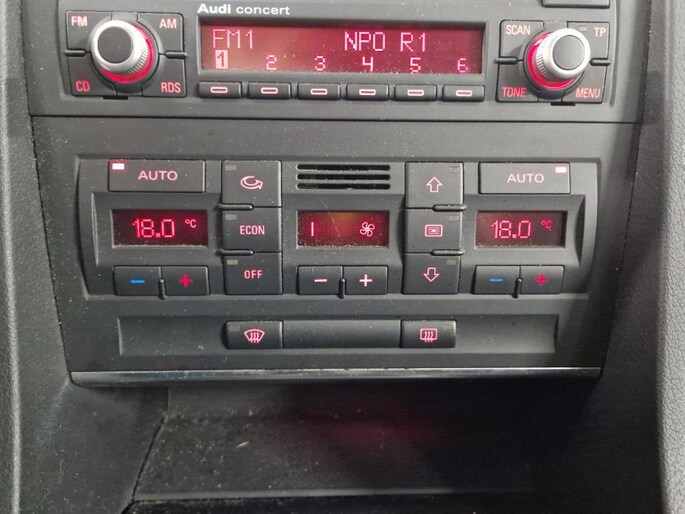 Audi concert
FM AM
FM1 NPO R1
SCAN TP
1 2 3 4 5 6
CD RDS
TONE MENU
AUTO
AUTO
18.0 °C
ECON
18.0 °C
− +
OFF
− +
− +